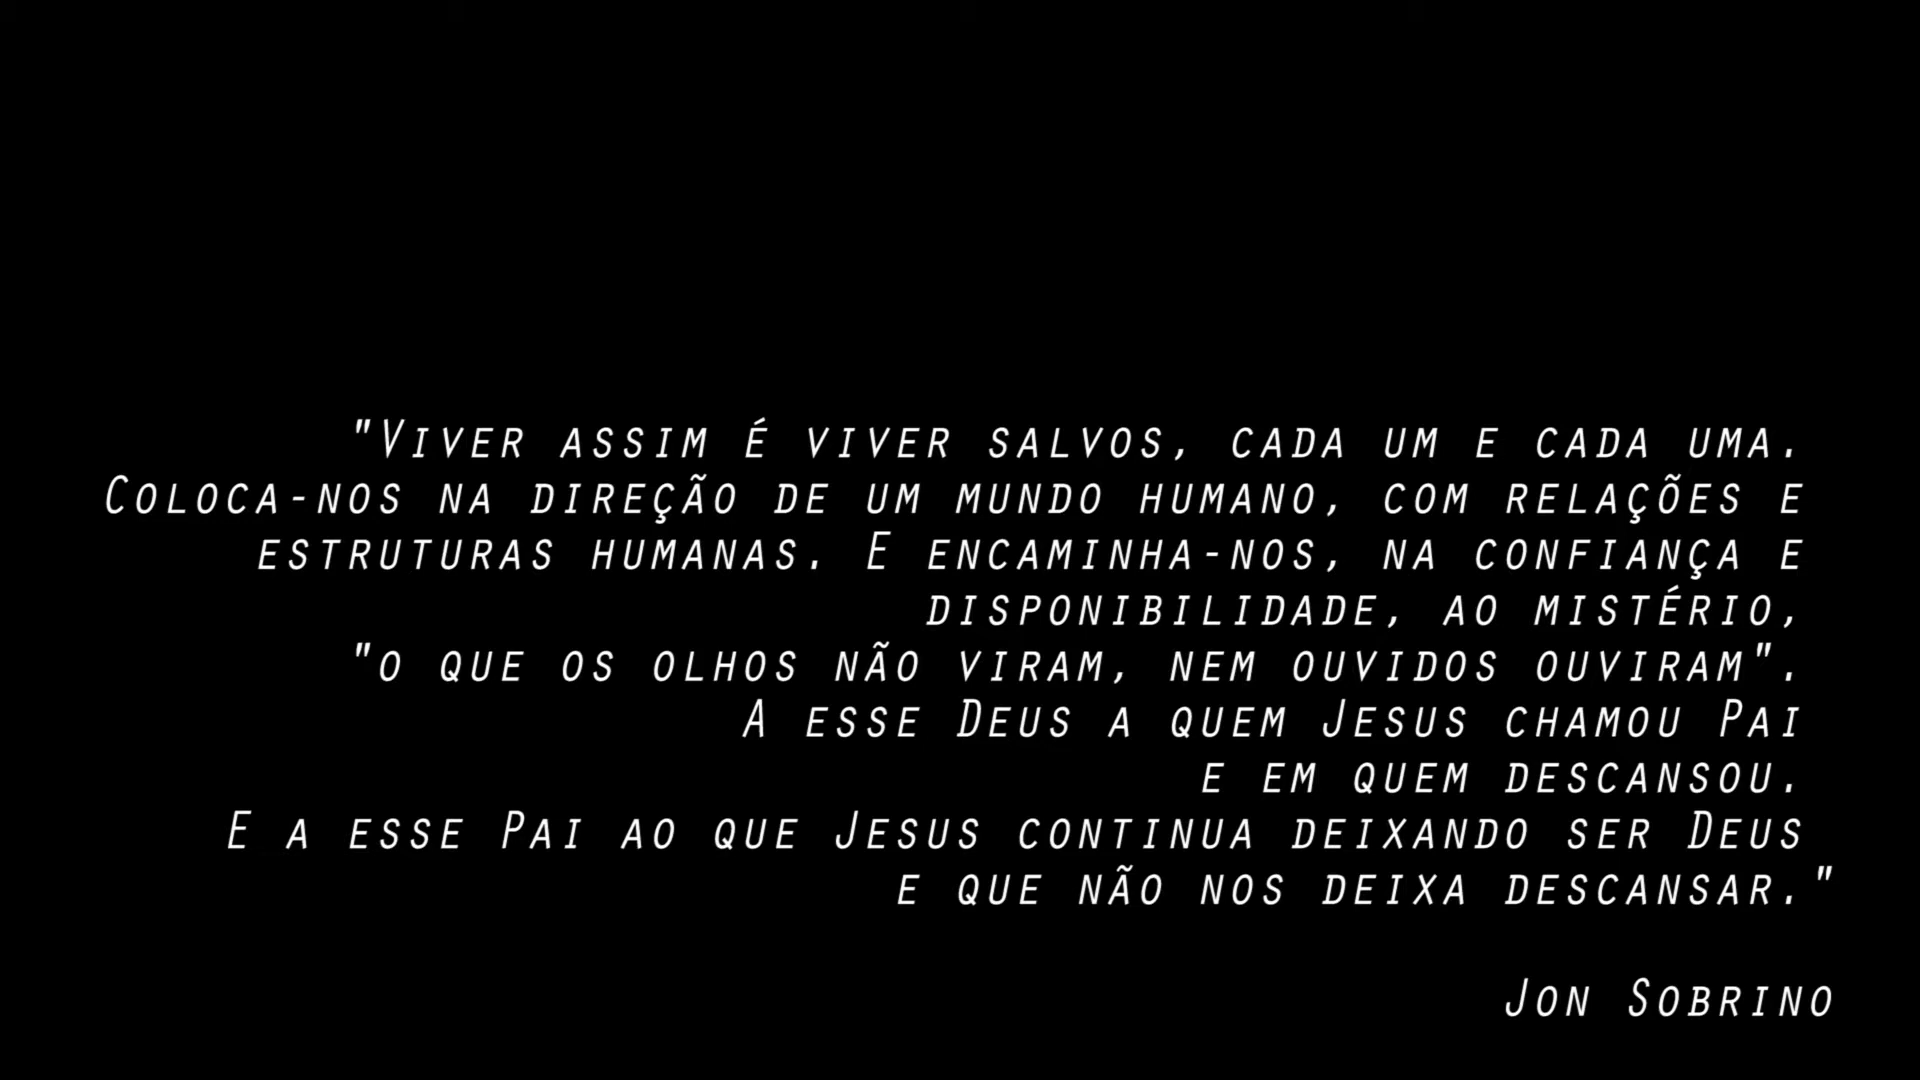 "Viver assim é viver salvos, cada um e cada uma.
Coloca-nos na direção de um mundo humano, com relações e
estruturas humanas. E encaminha-nos, na confiança e
disponibilidade, ao mistério,
"o que os olhos não viram, nem ouvidos ouviram".
A esse Deus a quem Jesus chamou Pai
e em quem descansou.
E a esse Pai ao que Jesus continua deixando ser Deus
e que não nos deixa descansar."
Jon Sobrino